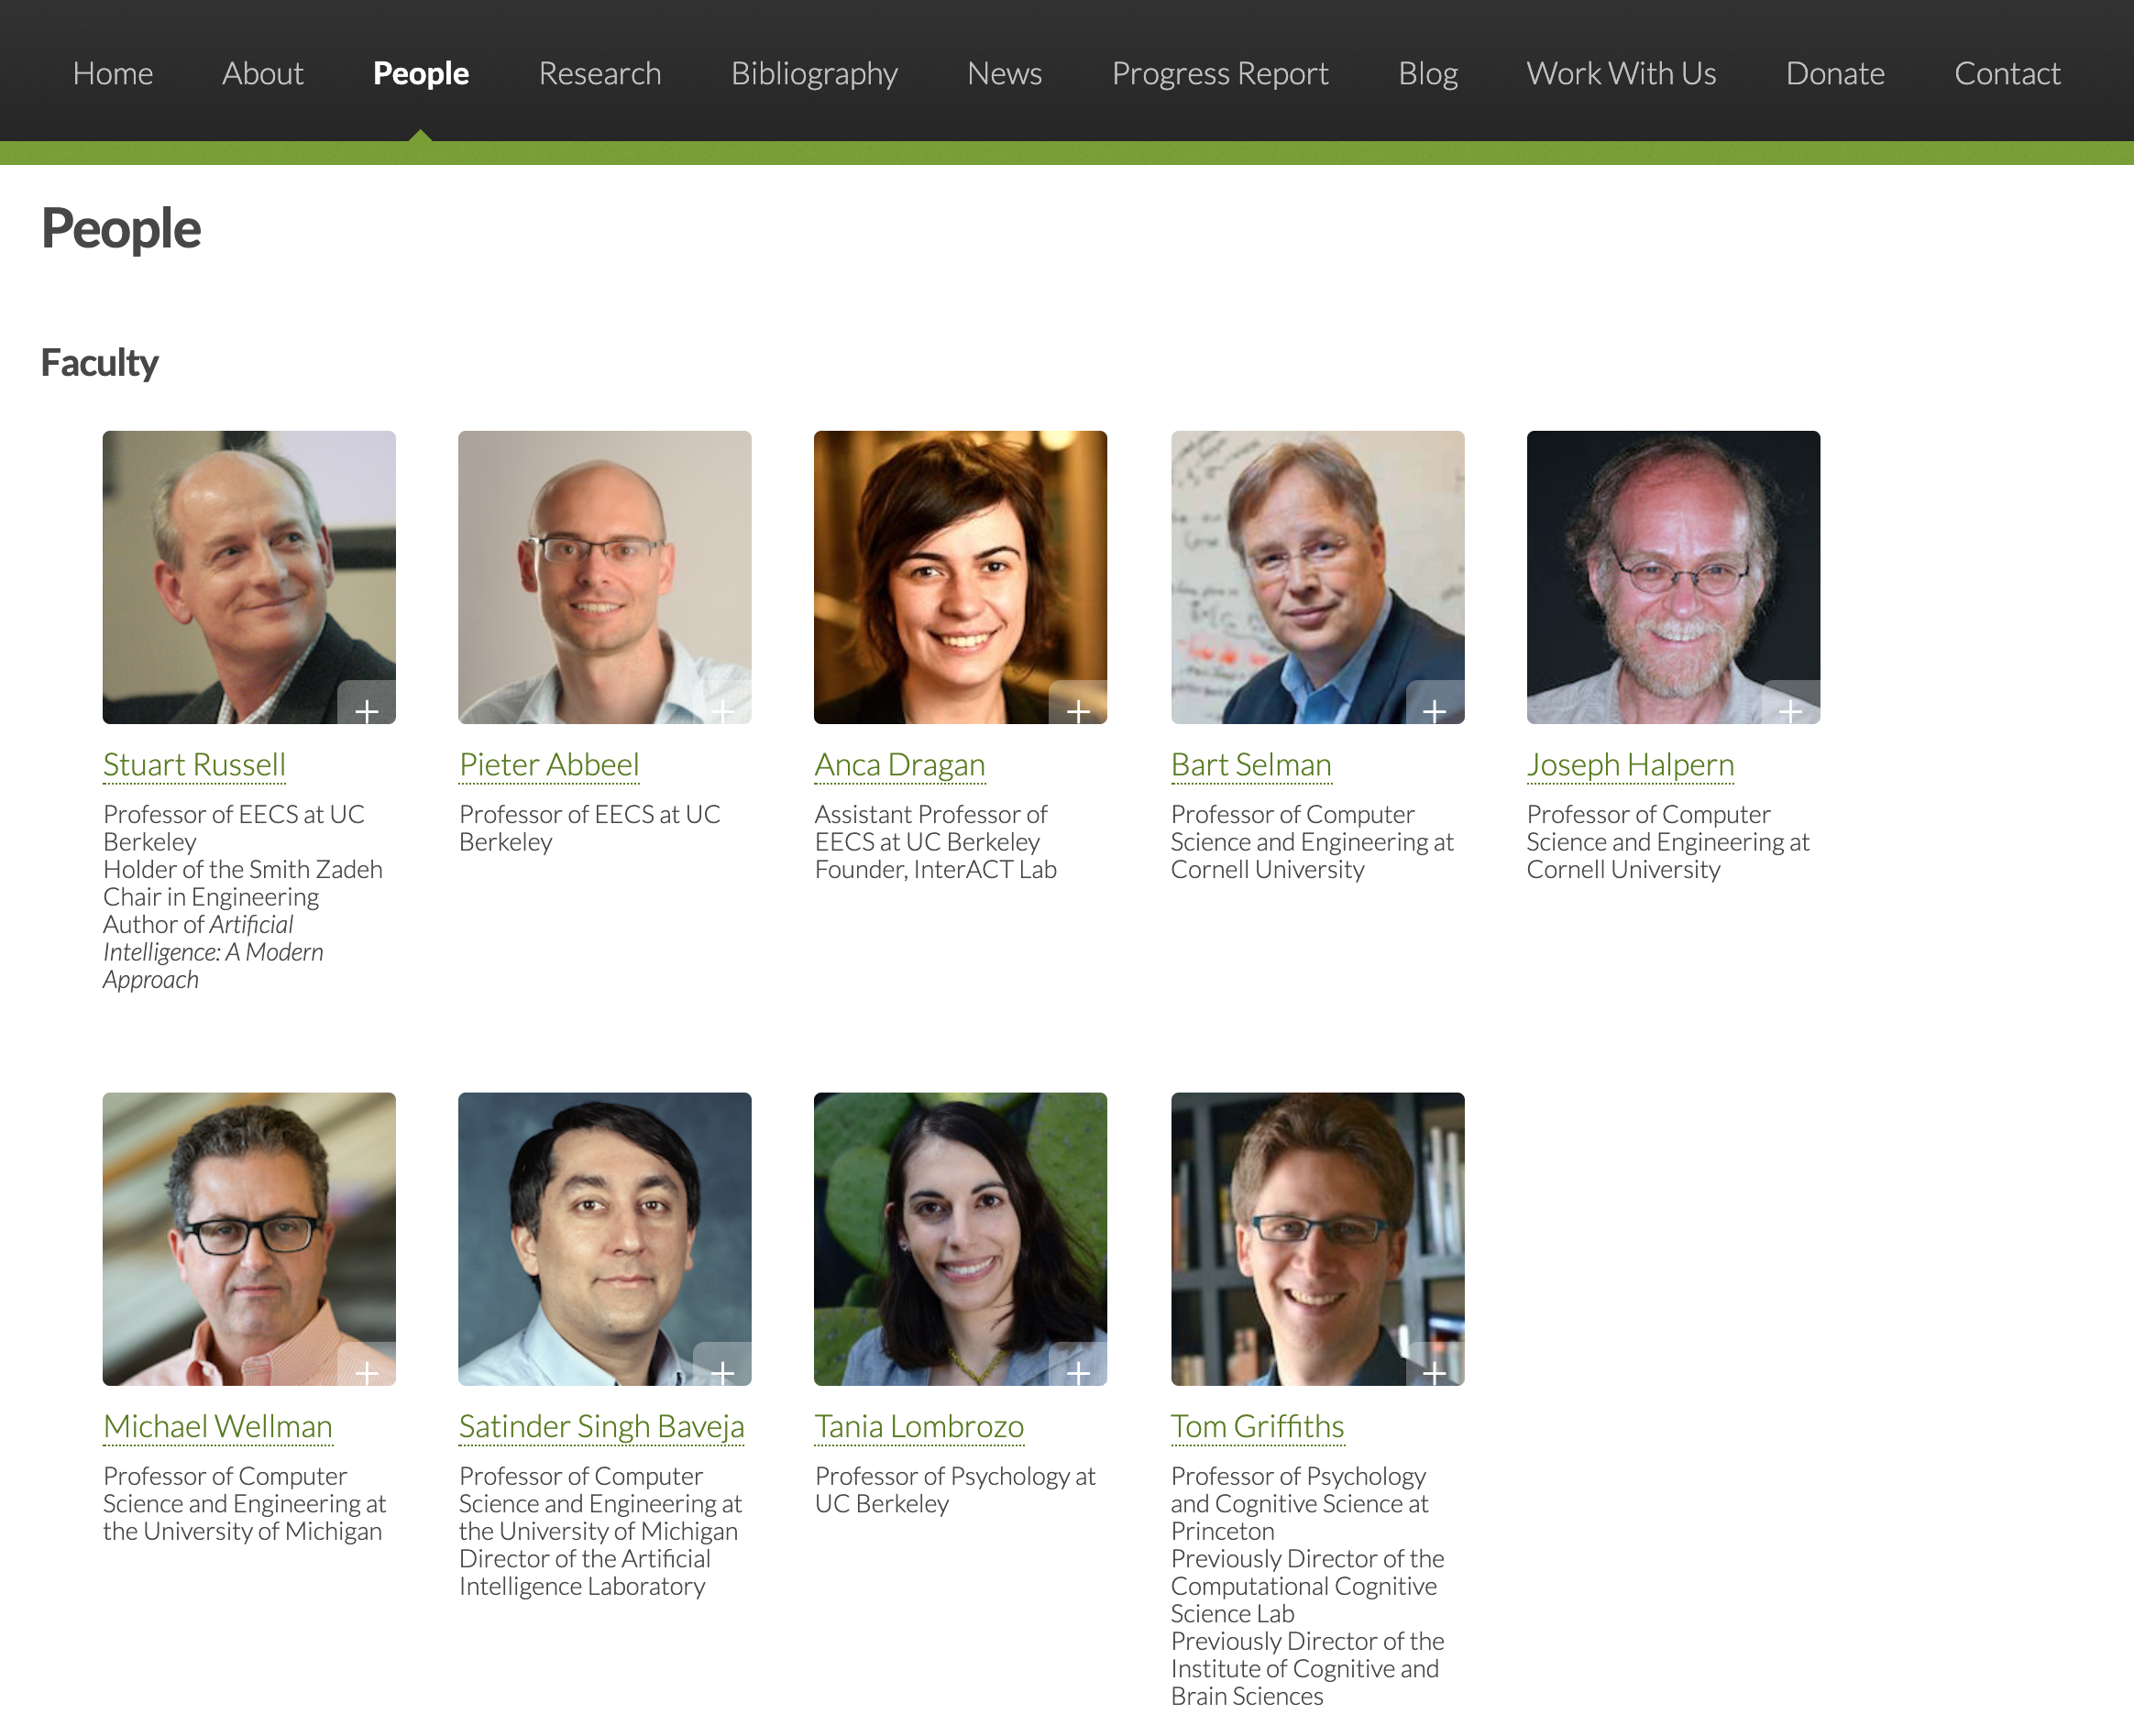 Home About People Research Bibliography News Progress Report Blog Work With Us Donate Contact
People
Faculty
Stuart Russell
Professor of EECS at UC
Berkeley
Holder of the Smith Zadeh
Chair in Engineering
Author of Artificial
Intelligence: A Modern
Approach
Pieter Abbeel
Professor of EECS at UC
Berkeley
Anca Dragan
Assistant Professor of
EECS at UC Berkeley
Founder, InterACT Lab
Bart Selman
Professor of Computer
Science and Engineering at
Cornell University
Joseph Halpern
Professor of Computer
Science and Engineering at
Cornell University
Michael Wellman
Professor of Computer
Science and Engineering at
the University of Michigan
Satinder Singh Baveja
Professor of Computer
Science and Engineering at
the University of Michigan
Director of the Artificial
Intelligence Laboratory
Tania Lombrozo
Professor of Psychology at
UC Berkeley
Tom Griffiths
Professor of Psychology
and Cognitive Science at
Princeton
Previously Director of the
Computational Cognitive
Science Lab
Previously Director of the
Institute of Cognitive and
Brain Sciences